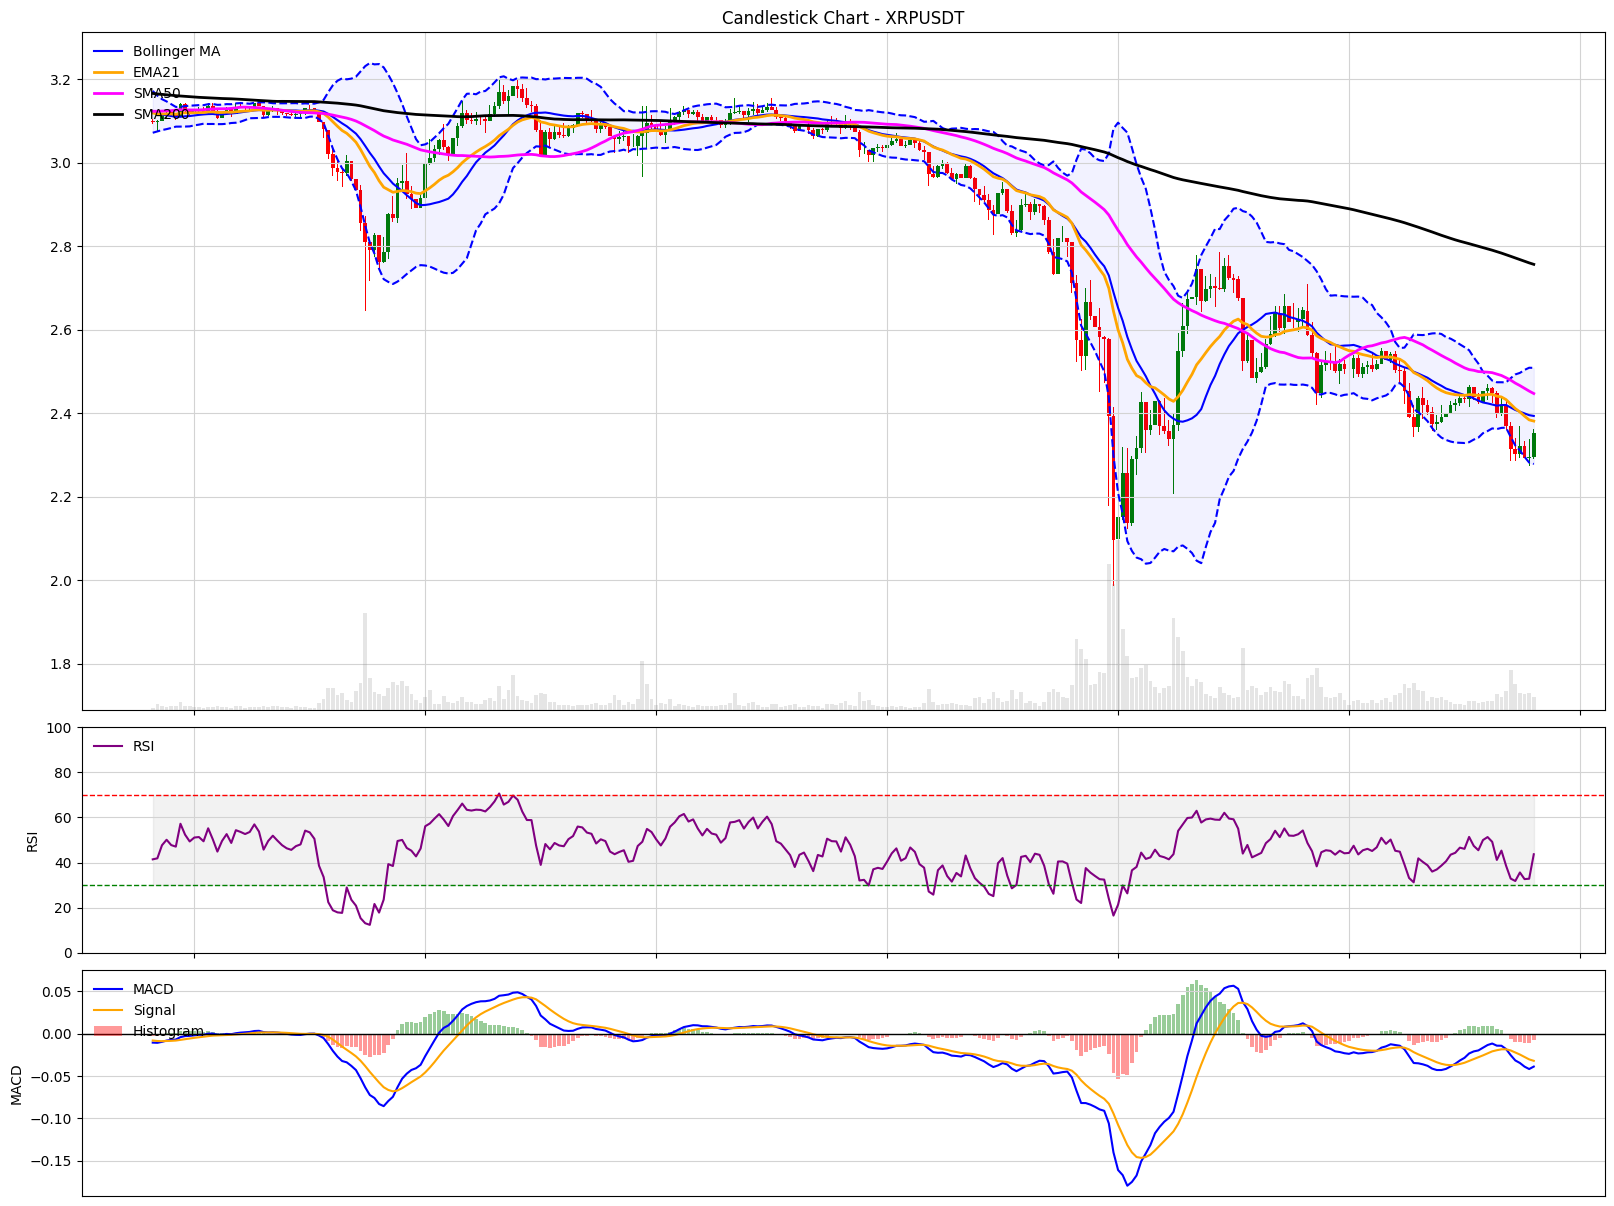 Candlestick Chart - XRPUSDT
Bollinger MA
EMA21
SMA50
SMA200
3.2
3.0
2.8
2.6
2.4
2.2
2.0
1.8
RSI
100
80
60
40
20
0
RSI
MACD
Signal
Histogram
0.05
0.00
−0.05
−0.10
−0.15
MACD